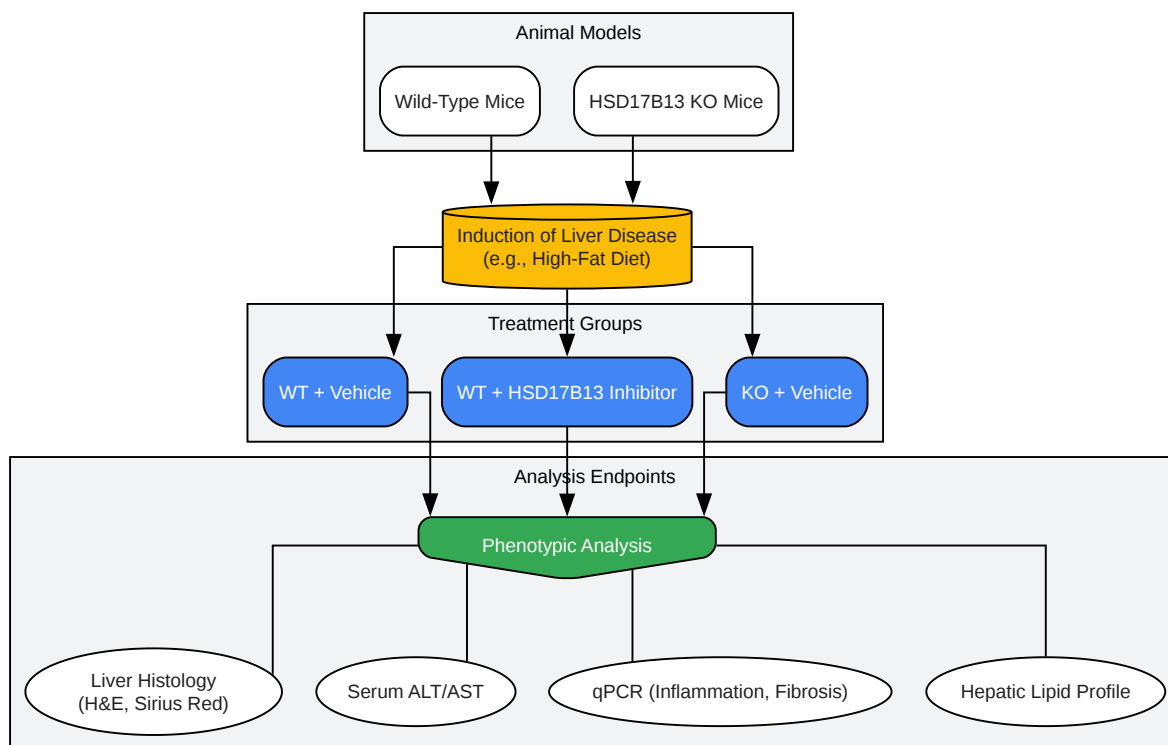 Animal Models
Wild-Type Mice
HSD17B13 KO Mice
Induction of Liver Disease
(e.g., High-Fat Diet)
Treatment Groups
WT + Vehicle
WT + HSD17B13 Inhibitor
KO + Vehicle
Analysis Endpoints
Phenotypic Analysis
Liver Histology
(H&E, Sirius Red)
Serum ALT/AST
qPCR (Inflammation, Fibrosis)
Hepatic Lipid Profile